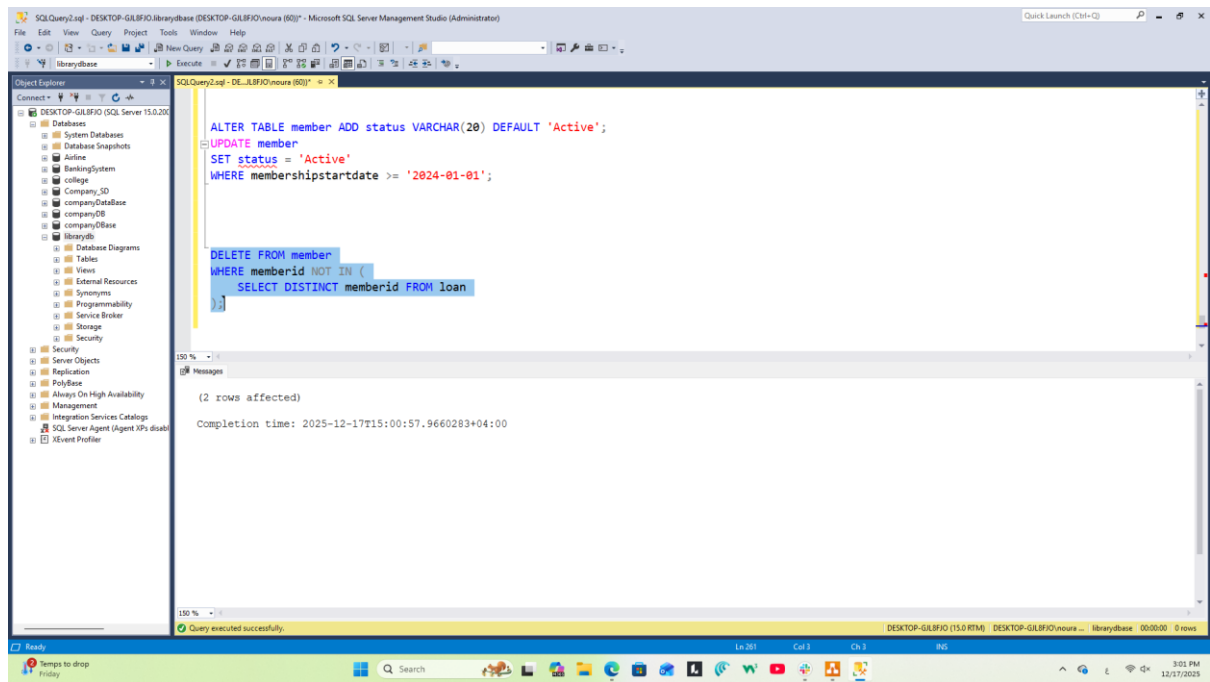 SQLQuery2.sql - DESKTOP-GJL8FJO.librarydbase (DESKTOP-GJL8FJO\noura (60))* - Microsoft SQL Server Management Studio (Administrator)
Quick Launch (Ctrl+Q)
File Edit View Query Project Tools Window Help
New Query
librarydbase
Execute
Object Explorer
SQLQuery2.sql - DE...JL8FJO\noura (60))*
Connect
DESKTOP-GJL8FJO (SQL Server 15.0.200
Databases
System Databases
Database Snapshots
Airline
BankingSystem
college
Company_SD
companyDataBase
companyDB
companyDBase
librarydb
Database Diagrams
Tables
Views
External Resources
Synonyms
Programmability
Service Broker
Storage
Security
Security
Server Objects
Replication
PolyBase
Always On High Availability
Management
Integration Services Catalogs
SQL Server Agent (Agent XPs disabl
XEvent Profiler
ALTER TABLE member ADD status VARCHAR(20) DEFAULT 'Active';
UPDATE member
SET status = 'Active'
WHERE membershipstartdate >= '2024-01-01';
DELETE FROM member
WHERE memberid NOT IN (
SELECT DISTINCT memberid FROM loan
);
150 %
Messages
(2 rows affected)
Completion time: 2025-12-17T15:00:57.9660283+04:00
150 %
Query executed successfully.
DESKTOP-GJL8FJO (15.0 RTM) DESKTOP-GJL8FJO\noura ... librarydbase 00:00:00 0 rows
Ready
Ln 261 Col 3 Ch 3 INS
2
Temps to drop
Friday
Search
ع
3:01 PM
12/17/2025